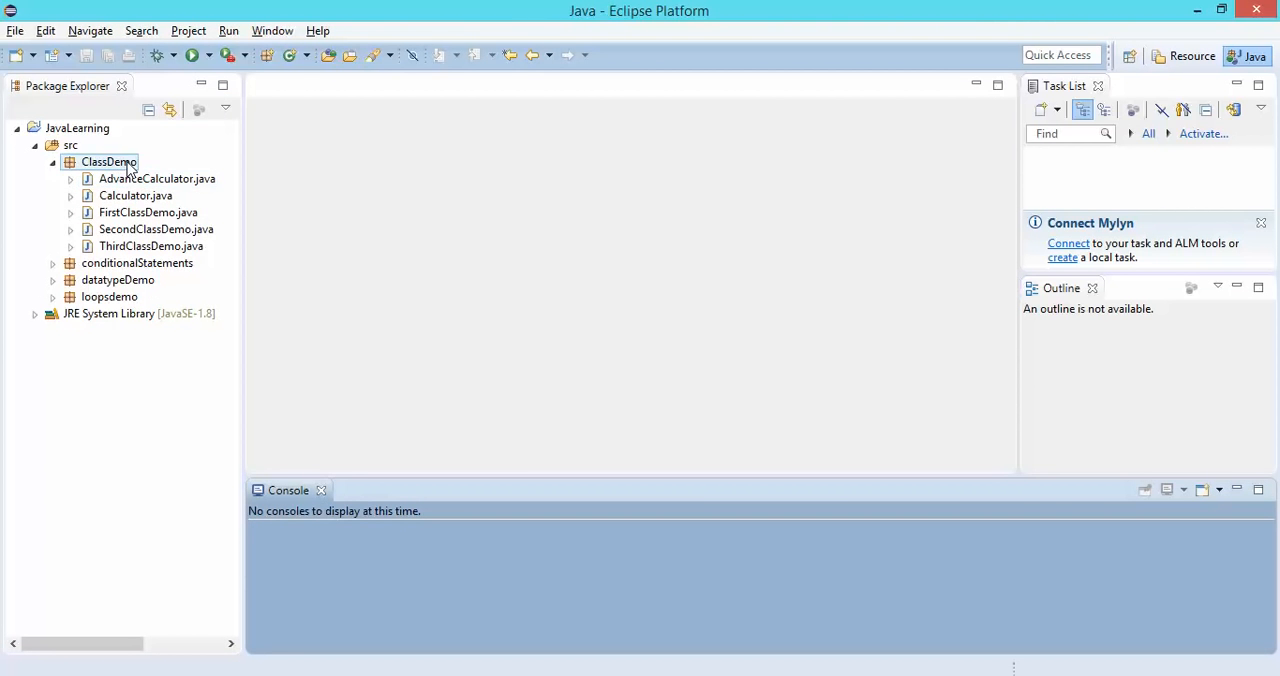 Java - Eclipse Platform
File Edit Navigate Search Project Run Window Help
Quick Access Resource Java
Package Explorer
JavaLearning
src
ClassDemo
AdvanceCalculator.java
Calculator.java
FirstClassDemo.java
SecondClassDemo.java
ThirdClassDemo.java
conditionalStatements
datatypeDemo
loopsdemo
JRE System Library [JavaSE-1.8]
Task List
Find All Activate...
Connect Mylyn
Connect to your task and ALM tools or
create a local task.
Outline
An outline is not available.
Console
No consoles to display at this time.